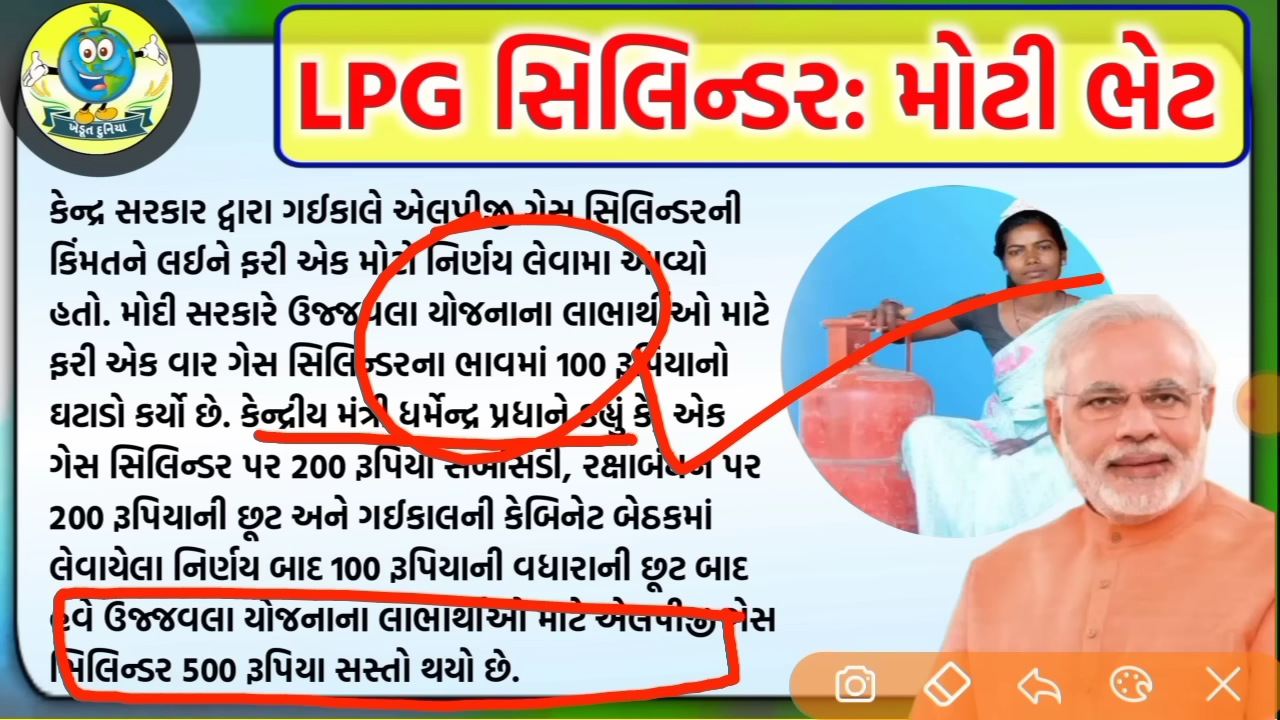 ખેડૂત દુનિયા
LPG સિલિન્ડર: મોટી ભેટ
કેન્દ્ર સરકાર દ્વારા ગઈકાલે એલપીજી ગેસ સિલિન્ડરની
કિંમતને લઈને ફરી એક મોટો નિર્ણય લેવામા આવ્યો
હતો. મોદી સરકારે ઉજ્જવલા યોજનાના લાભાર્થીઓ માટે
ફરી એક વાર ગેસ સિલિન્ડરના ભાવમાં 100 રૂપિયાનો
ઘટાડો કર્યો છે. કેન્દ્રીય મંત્રી ધર્મેન્દ્ર પ્રધાને કહ્યું કે, એક
ગેસ સિલિન્ડર પર 200 રૂપિયા સબસિડી, રક્ષાબંધન પર
200 રૂપિયાની છૂટ અને ગઈકાલની કેબિનેટ બેઠકમાં
લેવાયેલા નિર્ણય બાદ 100 રૂપિયાની વધારાની છૂટ બાદ
હવે ઉજ્જવલા યોજનાના લાભાર્થીઓ માટે એલપીજી ગેસ
સિલિન્ડર 500 રૂપિયા સસ્તો થયો છે.